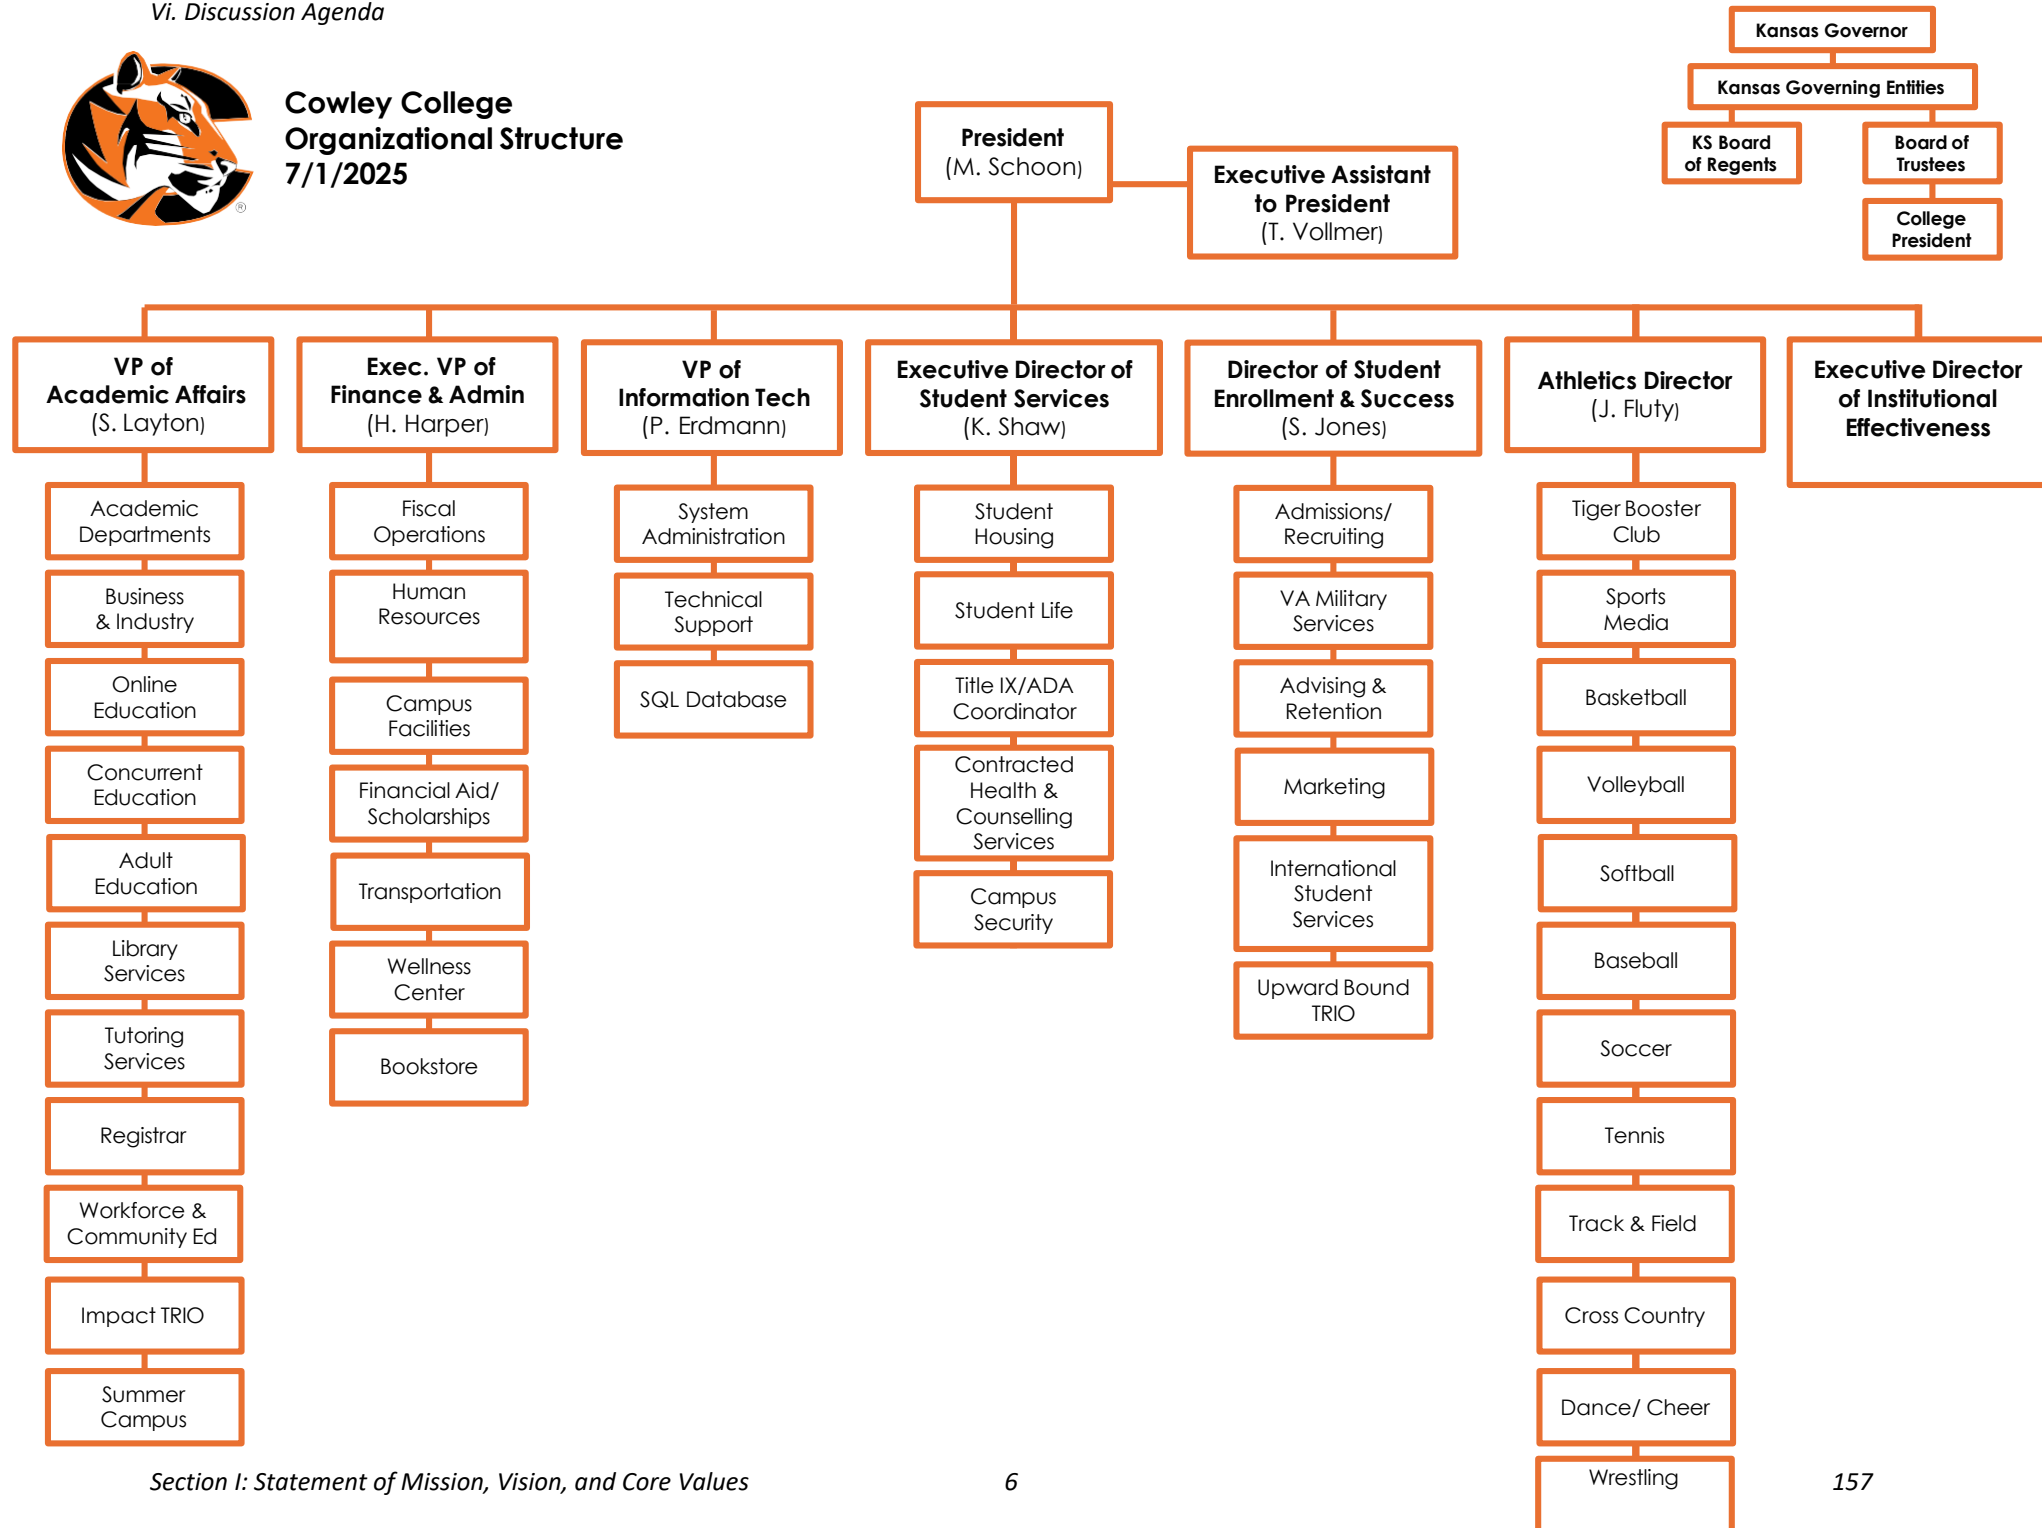 Vi. Discussion Agenda
Cowley College
Organizational Structure
7/1/2025
®
Kansas Governor
Kansas Governing Entities
KS Board
of Regents
Board of
Trustees
College
President
President
(M. Schoon)
Executive Assistant
to President
(T. Vollmer)
VP of
Academic Affairs
(S. Layton)
Academic
Departments
Business
& Industry
Online
Education
Concurrent
Education
Adult
Education
Library
Services
Tutoring
Services
Registrar
Workforce &
Community Ed
Impact TRIO
Summer
Campus
Exec. VP of
Finance & Admin
(H. Harper)
Fiscal
Operations
Human
Resources
Campus
Facilities
Financial Aid/
Scholarships
Transportation
Wellness
Center
Bookstore
VP of
Information Tech
(P. Erdmann)
System
Administration
Technical
Support
SQL Database
Executive Director of
Student Services
(K. Shaw)
Student
Housing
Student Life
Title IX/ADA
Coordinator
Contracted
Health &
Counselling
Services
Campus
Security
Director of Student
Enrollment & Success
(S. Jones)
Admissions/
Recruiting
VA Military
Services
Advising &
Retention
Marketing
International
Student
Services
Upward Bound
TRIO
Athletics Director
(J. Fluty)
Tiger Booster
Club
Sports
Media
Basketball
Volleyball
Softball
Baseball
Soccer
Tennis
Track & Field
Cross Country
Dance/ Cheer
Wrestling
Executive Director
of Institutional
Effectiveness
Section I: Statement of Mission, Vision, and Core Values
6
157